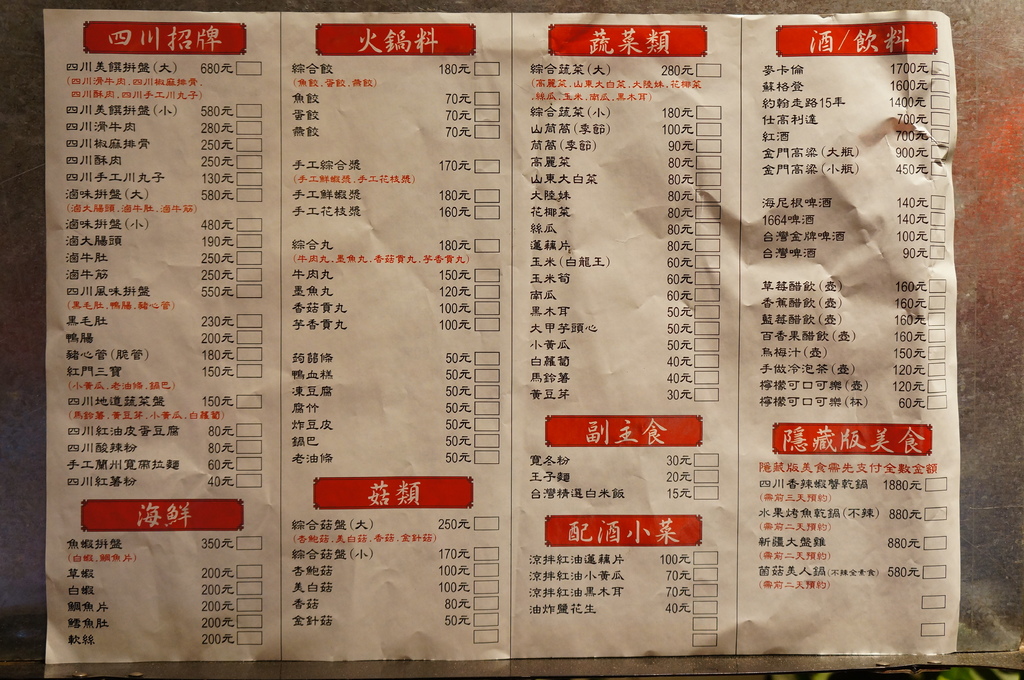 四川招牌
四川美饌拼盤(大) 680元
(四川滑牛肉.四川椒麻排骨
四川酥肉.四川手工川丸子)
四川美饌拼盤(小) 580元
四川滑牛肉 280元
四川椒麻排骨 250元
四川酥肉 250元
四川手工川丸子 130元
滷味拼盤(大) 580元
(滷大腸頭.滷牛肚.滷牛筋)
滷味拼盤(小) 480元
滷大腸頭 190元
滷牛肚 250元
滷牛筋 250元
四川風味拼盤 550元
(黑毛肚.鴨腸.豬心管)
黑毛肚 230元
鴨腸 200元
豬心管(脆管) 180元
紅門三寶 150元
(小黃瓜.老油條.鍋巴)
四川地道蔬菜盤 150元
(馬鈴薯.黃豆芽.小黃瓜.白蘿蔔)
四川紅油皮蛋豆腐 80元
四川酸辣粉 80元
手工蘭州寬麻拉麵 60元
四川紅薯粉 40元
海鮮
魚蝦拼盤 350元
(白蝦.鯛魚片)
草蝦 200元
白蝦 200元
鯛魚片 200元
鱈魚肚 200元
軟絲 200元
火鍋料
綜合餃 180元
(魚餃.蛋餃.燕餃)
魚餃 70元
蛋餃 70元
燕餃 70元
手工綜合漿 170元
(手工鮮蝦漿.手工花枝漿)
手工鮮蝦漿 180元
手工花枝漿 160元
綜合丸 180元
(牛肉丸.墨魚丸.香菇貢丸.芋香貢丸)
牛肉丸 150元
墨魚丸 120元
香菇貢丸 100元
芋香貢丸 100元
蒟蒻條 50元
鴨血糕 50元
凍豆腐 50元
腐竹 50元
炸豆皮 50元
鍋巴 50元
老油條 50元
菇類
綜合菇盤(大) 250元
(杏鮑菇.美白菇.香菇.金針菇)
綜合菇盤(小) 170元
杏鮑菇 100元
美白菇 100元
香菇 80元
金針菇 50元
蔬菜類
綜合蔬菜(大) 280元
(高麗菜.山東大白菜.大陸妹.花椰菜
.絲瓜.玉米.南瓜.黑木耳)
綜合蔬菜(小) 180元
山茼蒿(季節) 100元
茼蒿(季節) 90元
高麗菜 80元
山東大白菜 80元
大陸妹 80元
花椰菜 80元
絲瓜 80元
蓮藕片 80元
玉米(白龍王) 60元
玉米筍 60元
南瓜 60元
黑木耳 50元
大甲芋頭心 50元
小黃瓜 50元
白蘿蔔 40元
馬鈴薯 40元
黃豆芽 30元
副主食
寬冬粉 30元
王子麵 20元
台灣精選白米飯 15元
配酒小菜
涼拌紅油蓮藕片 100元
涼拌紅油小黃瓜 70元
涼拌紅油黑木耳 70元
油炸鹽花生 40元
酒/飲料
麥卡倫 1700元
蘇格登 1600元
約翰走路15年 1400元
仕高利達 700元
紅酒 700元
金門高粱(大瓶) 900元
金門高粱(小瓶) 450元
海尼根啤酒 140元
1664啤酒 140元
台灣金牌啤酒 100元
台灣啤酒 90元
草莓醋飲(壺) 160元
香蕉醋飲(壺) 160元
藍莓醋飲(壺) 160元
百香果醋飲(壺) 160元
烏梅汁(壺) 150元
手做冷泡茶(壺) 120元
檸檬可口可樂(壺) 120元
檸檬可口可樂(杯) 60元
隱藏版美食
隱藏版美食需先支付全數金額
四川香辣蝦蟹乾鍋 1880元
(需前三天預約)
水果烤魚乾鍋(不辣) 880元
(需前二天預約)
新疆大盤雞 880元
(需前二天預約)
菌菇美人鍋(不辣全素食) 580元
(需前二天預約)